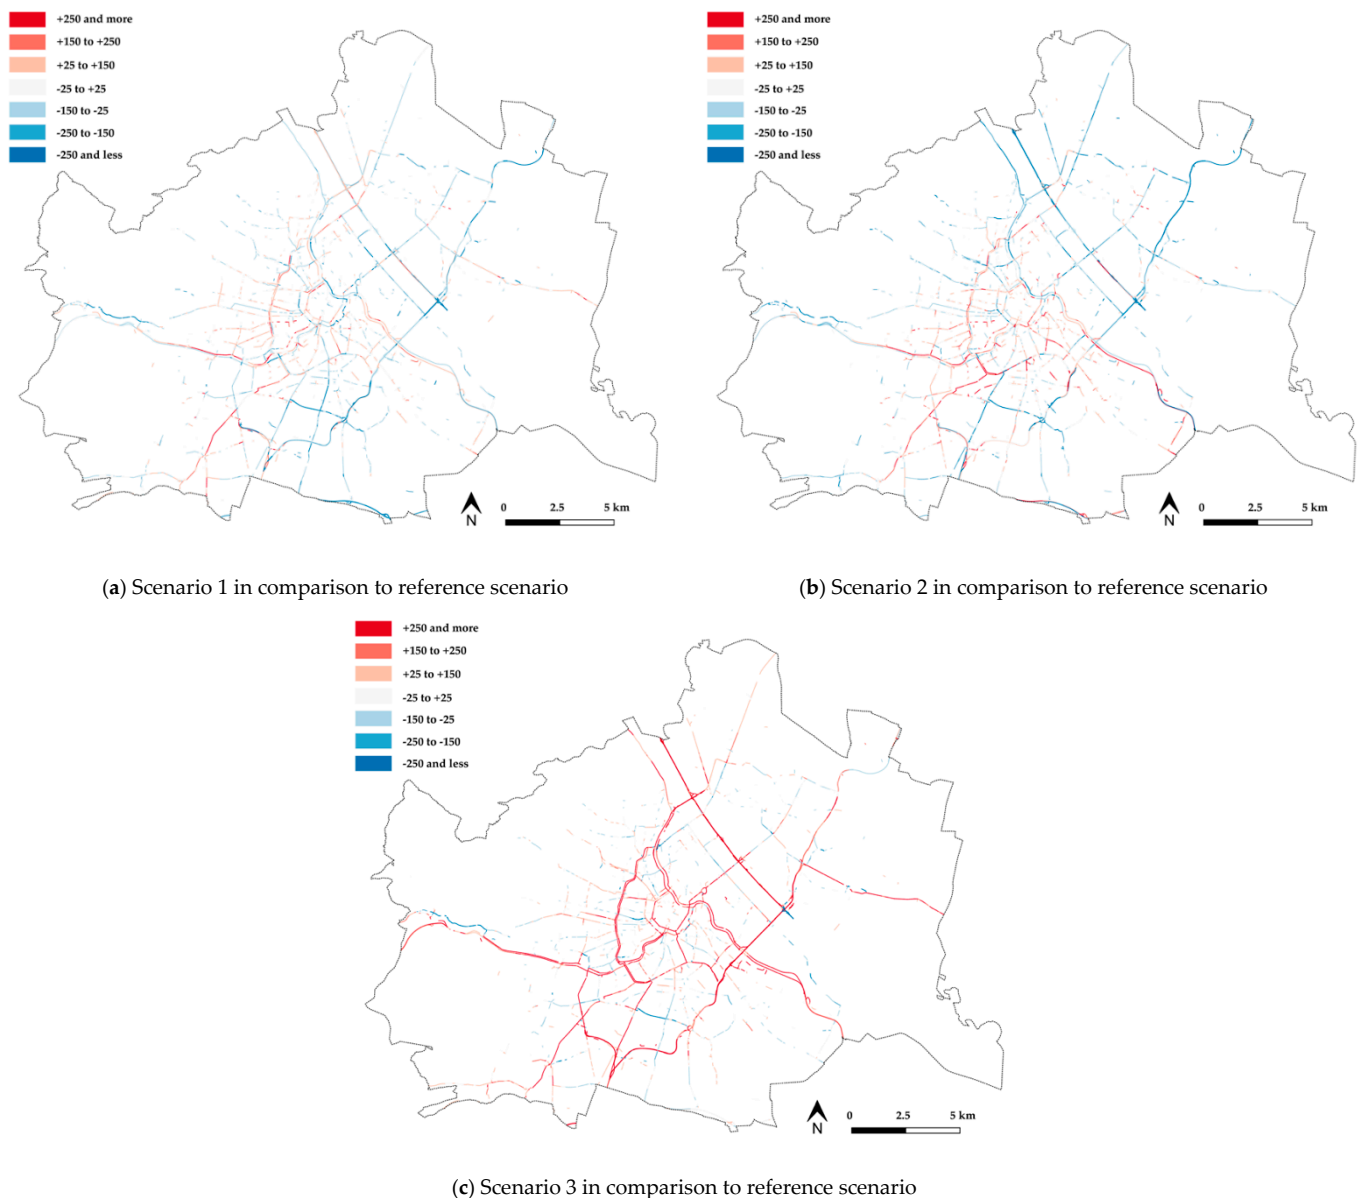 +250 and more
+150 to +250
+25 to +150
-25 to +25
-150 to -25
-250 to -150
-250 and less
N
0 2.5 5 km
(a) Scenario 1 in comparison to reference scenario
+250 and more
+150 to +250
+25 to +150
-25 to +25
-150 to -25
-250 to -150
-250 and less
N
0 2.5 5 km
(b) Scenario 2 in comparison to reference scenario
+250 and more
+150 to +250
+25 to +150
-25 to +25
-150 to -25
-250 to -150
-250 and less
N
0 2.5 5 km
(c) Scenario 3 in comparison to reference scenario